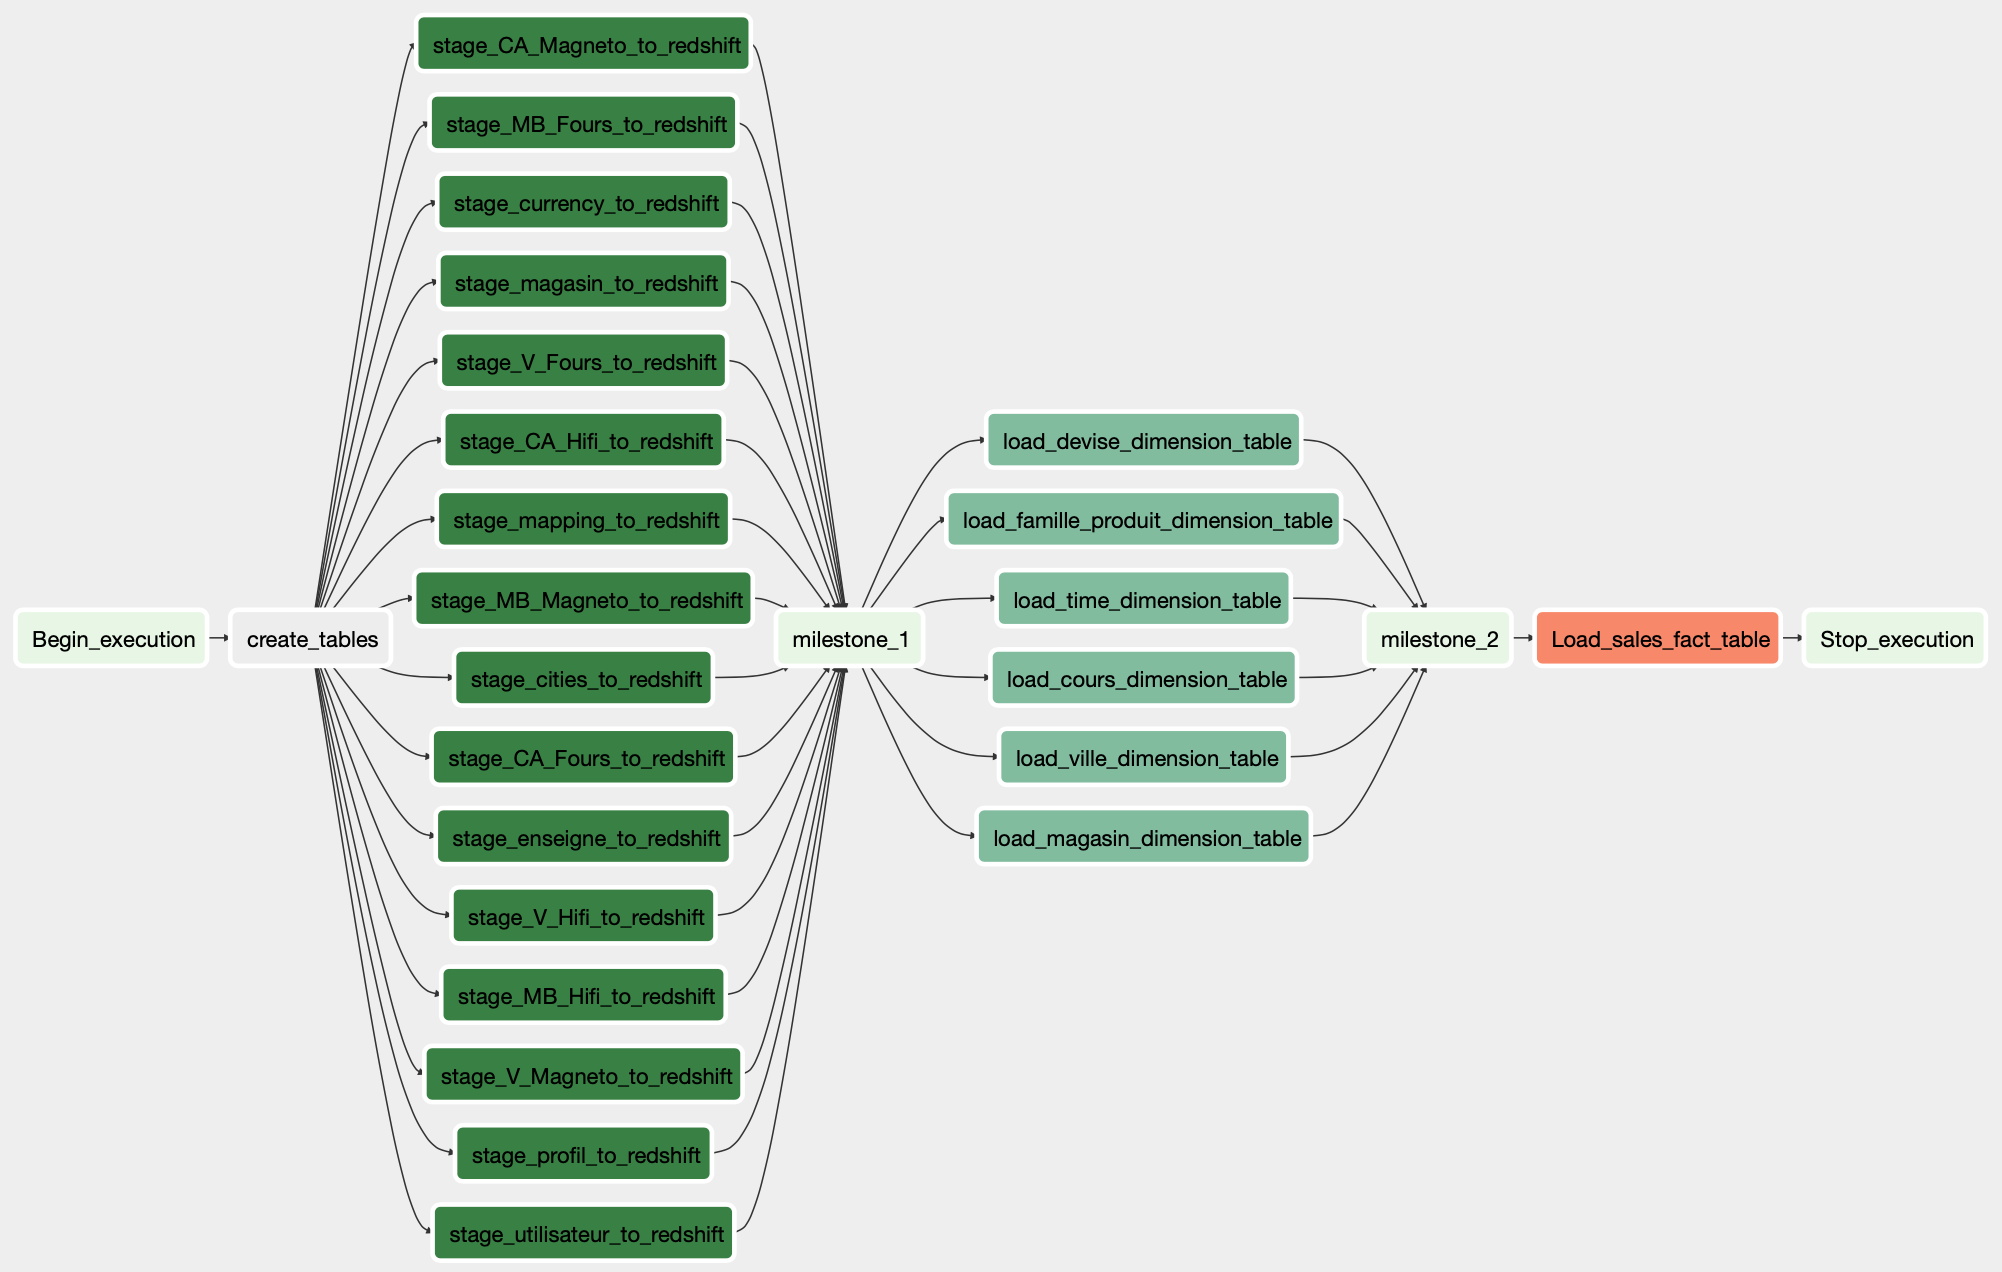 Begin_execution
create_tables
stage_CA_Magneto_to_redshift
stage_MB_Fours_to_redshift
stage_currency_to_redshift
stage_magasin_to_redshift
stage_V_Fours_to_redshift
stage_CA_Hifi_to_redshift
stage_mapping_to_redshift
stage_MB_Magneto_to_redshift
stage_cities_to_redshift
stage_CA_Fours_to_redshift
stage_enseigne_to_redshift
stage_V_Hifi_to_redshift
stage_MB_Hifi_to_redshift
stage_V_Magneto_to_redshift
stage_profil_to_redshift
stage_utilisateur_to_redshift
milestone_1
load_devise_dimension_table
load_famille_produit_dimension_table
load_time_dimension_table
load_cours_dimension_table
load_ville_dimension_table
load_magasin_dimension_table
milestone_2
Load_sales_fact_table
Stop_execution